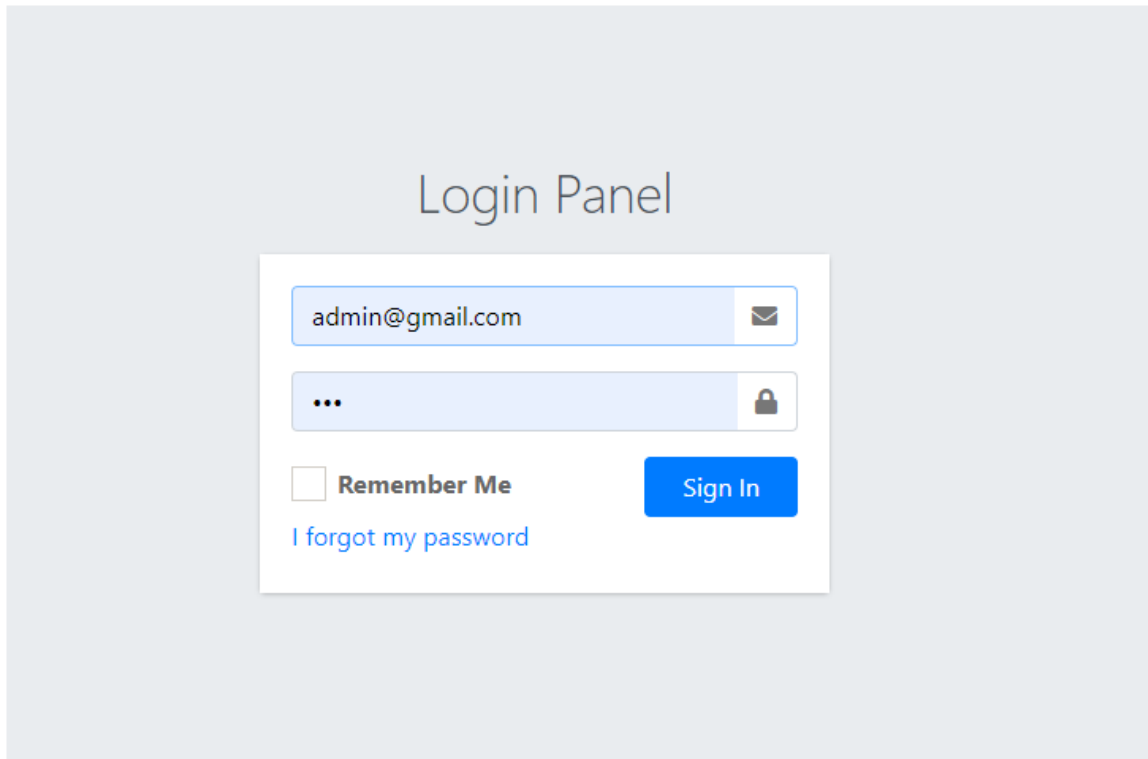 Login Panel
admin@gmail.com
•••
Remember Me
Sign In
I forgot my password